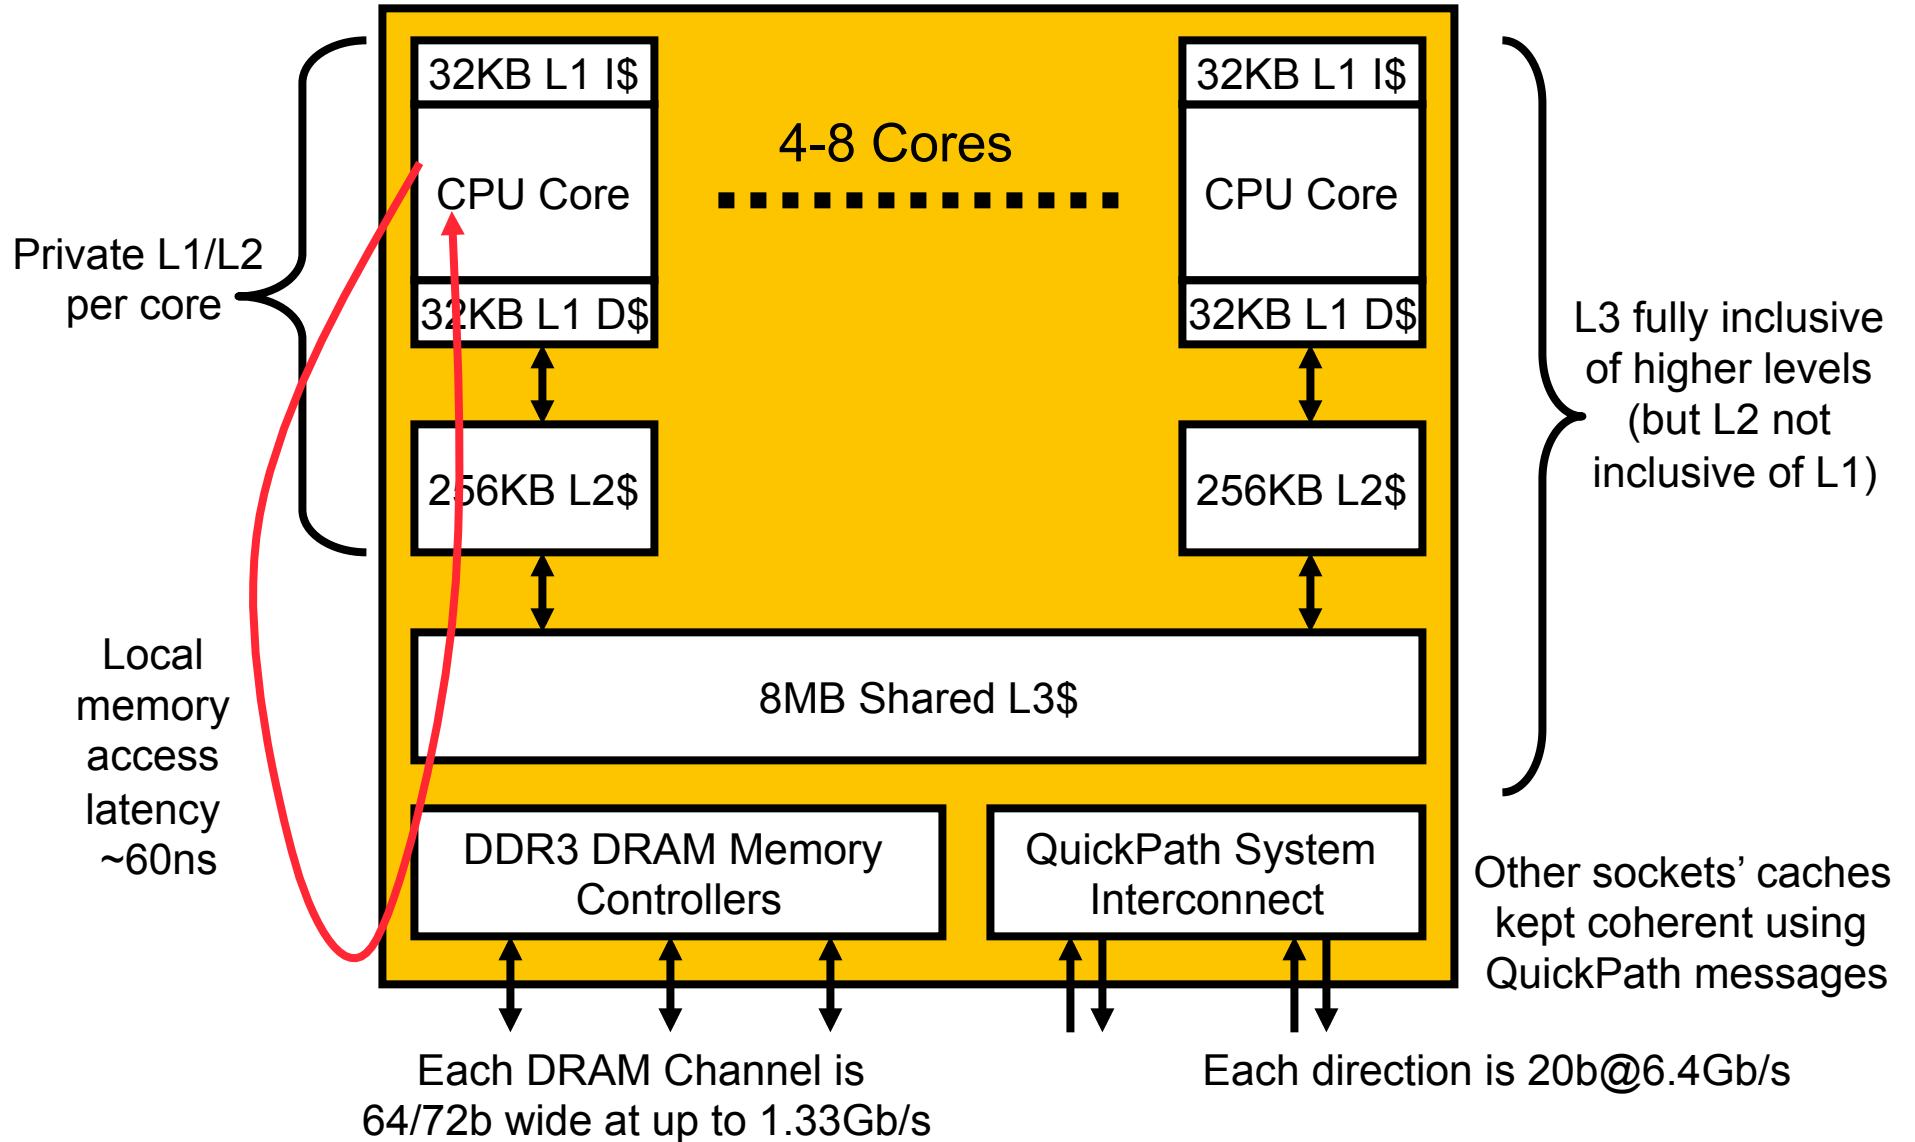 32KB L1 I$
32KB L1 I$
4-8 Cores
CPU Core
CPU Core
Private L1/L2
per core
32KB L1 D$
32KB L1 D$
L3 fully inclusive
of higher levels
(but L2 not
inclusive of L1)
256KB L2$
256KB L2$
Local
memory
access
latency
~60ns
8MB Shared L3$
DDR3 DRAM Memory
Controllers
QuickPath System
Interconnect
Other sockets’ caches
kept coherent using
QuickPath messages
Each DRAM Channel is
64/72b wide at up to 1.33Gb/s
Each direction is 20b@6.4Gb/s